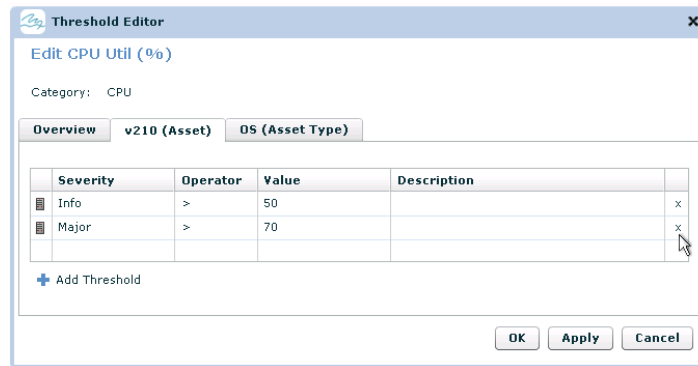 Threshold Editor x
Edit CPU Util (%)
Category: CPU
Overview v210 (Asset) OS (Asset Type)
Severity Operator Value Description
Info > 50 x
Major > 70 x
Add Threshold
OK Apply Cancel